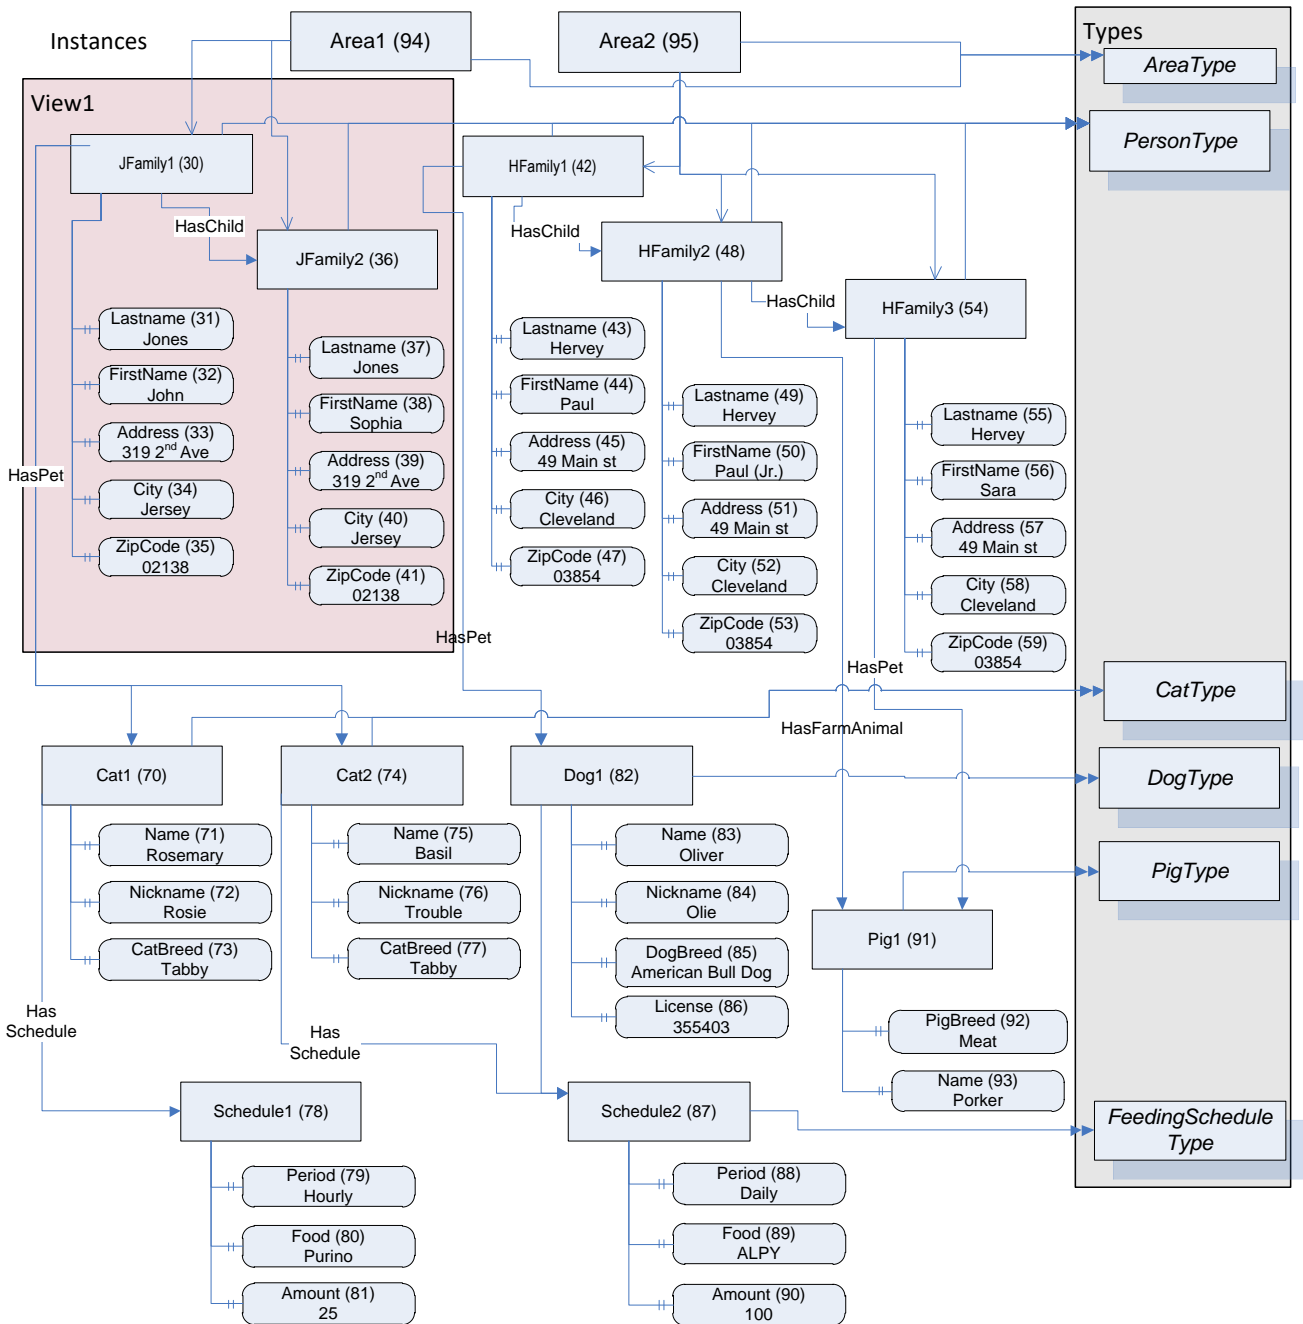 Instances
Area1 (94)
Area2 (95)
Types
AreaType
View1
PersonType
JFamily1 (30)
HFamily1 (42)
HasChild
JFamily2 (36)
HasChild
HFamily2 (48)
HasChild
HFamily3 (54)
Lastname (31)
Jones
FirstName (32)
John
Address (33)
319 2nd Ave
City (34)
Jersey
ZipCode (35)
02138
Lastname (37)
Jones
FirstName (38)
Sophia
Address (39)
319 2nd Ave
City (40)
Jersey
ZipCode (41)
02138
Lastname (43)
Hervey
FirstName (44)
Paul
Address (45)
49 Main st
City (46)
Cleveland
ZipCode (47)
03854
Lastname (49)
Hervey
FirstName (50)
Paul (Jr.)
Address (51)
49 Main st
City (52)
Cleveland
ZipCode (53)
03854
Lastname (55)
Hervey
FirstName (56)
Sara
Address (57
49 Main st
City (58)
Cleveland
ZipCode (59)
03854
HasPet
HasPet
HasPet
HasFarmAnimal
CatType
DogType
PigType
Cat1 (70)
Cat2 (74)
Dog1 (82)
Pig1 (91)
Name (71)
Rosemary
Nickname (72)
Rosie
CatBreed (73)
Tabby
Name (75)
Basil
Nickname (76)
Trouble
CatBreed (77)
Tabby
Name (83)
Oliver
Nickname (84)
Olie
DogBreed (85)
American Bull Dog
License (86)
355403
PigBreed (92)
Meat
Name (93)
Porker
Has
Schedule
Has
Schedule
Schedule1 (78)
Schedule2 (87)
FeedingSchedule
Type
Period (79)
Hourly
Food (80)
Purino
Amount (81)
25
Period (88)
Daily
Food (89)
ALPY
Amount (90)
100